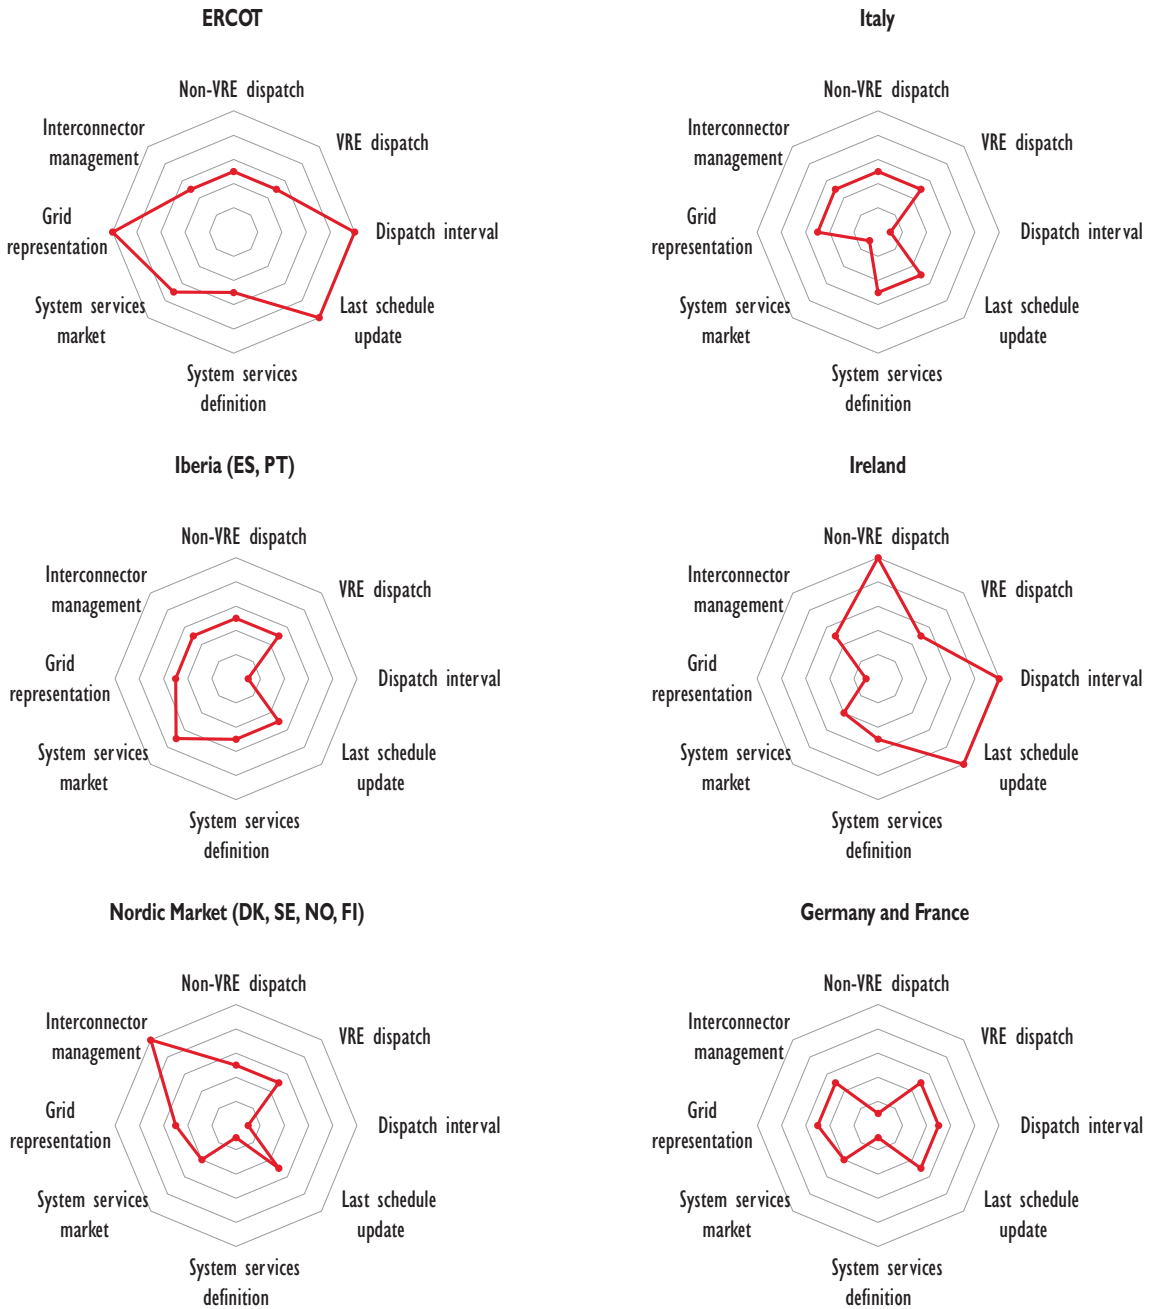 ERCOT
Non-VRE dispatch
Interconnector
management
VRE dispatch
Grid
representation
Dispatch interval
System services
market
Last schedule
update
System services
definition
Italy
Non-VRE dispatch
Interconnector
management
VRE dispatch
Grid
representation
Dispatch interval
System services
market
Last schedule
update
System services
definition
Iberia (ES, PT)
Non-VRE dispatch
Interconnector
management
VRE dispatch
Grid
representation
Dispatch interval
System services
market
Last schedule
update
System services
definition
Ireland
Non-VRE dispatch
Interconnector
management
VRE dispatch
Grid
representation
Dispatch interval
System services
market
Last schedule
update
System services
definition
Nordic Market (DK, SE, NO, FI)
Non-VRE dispatch
Interconnector
management
VRE dispatch
Grid
representation
Dispatch interval
System services
market
Last schedule
update
System services
definition
Germany and France
Non-VRE dispatch
Interconnector
management
VRE dispatch
Grid
representation
Dispatch interval
System services
market
Last schedule
update
System services
definition